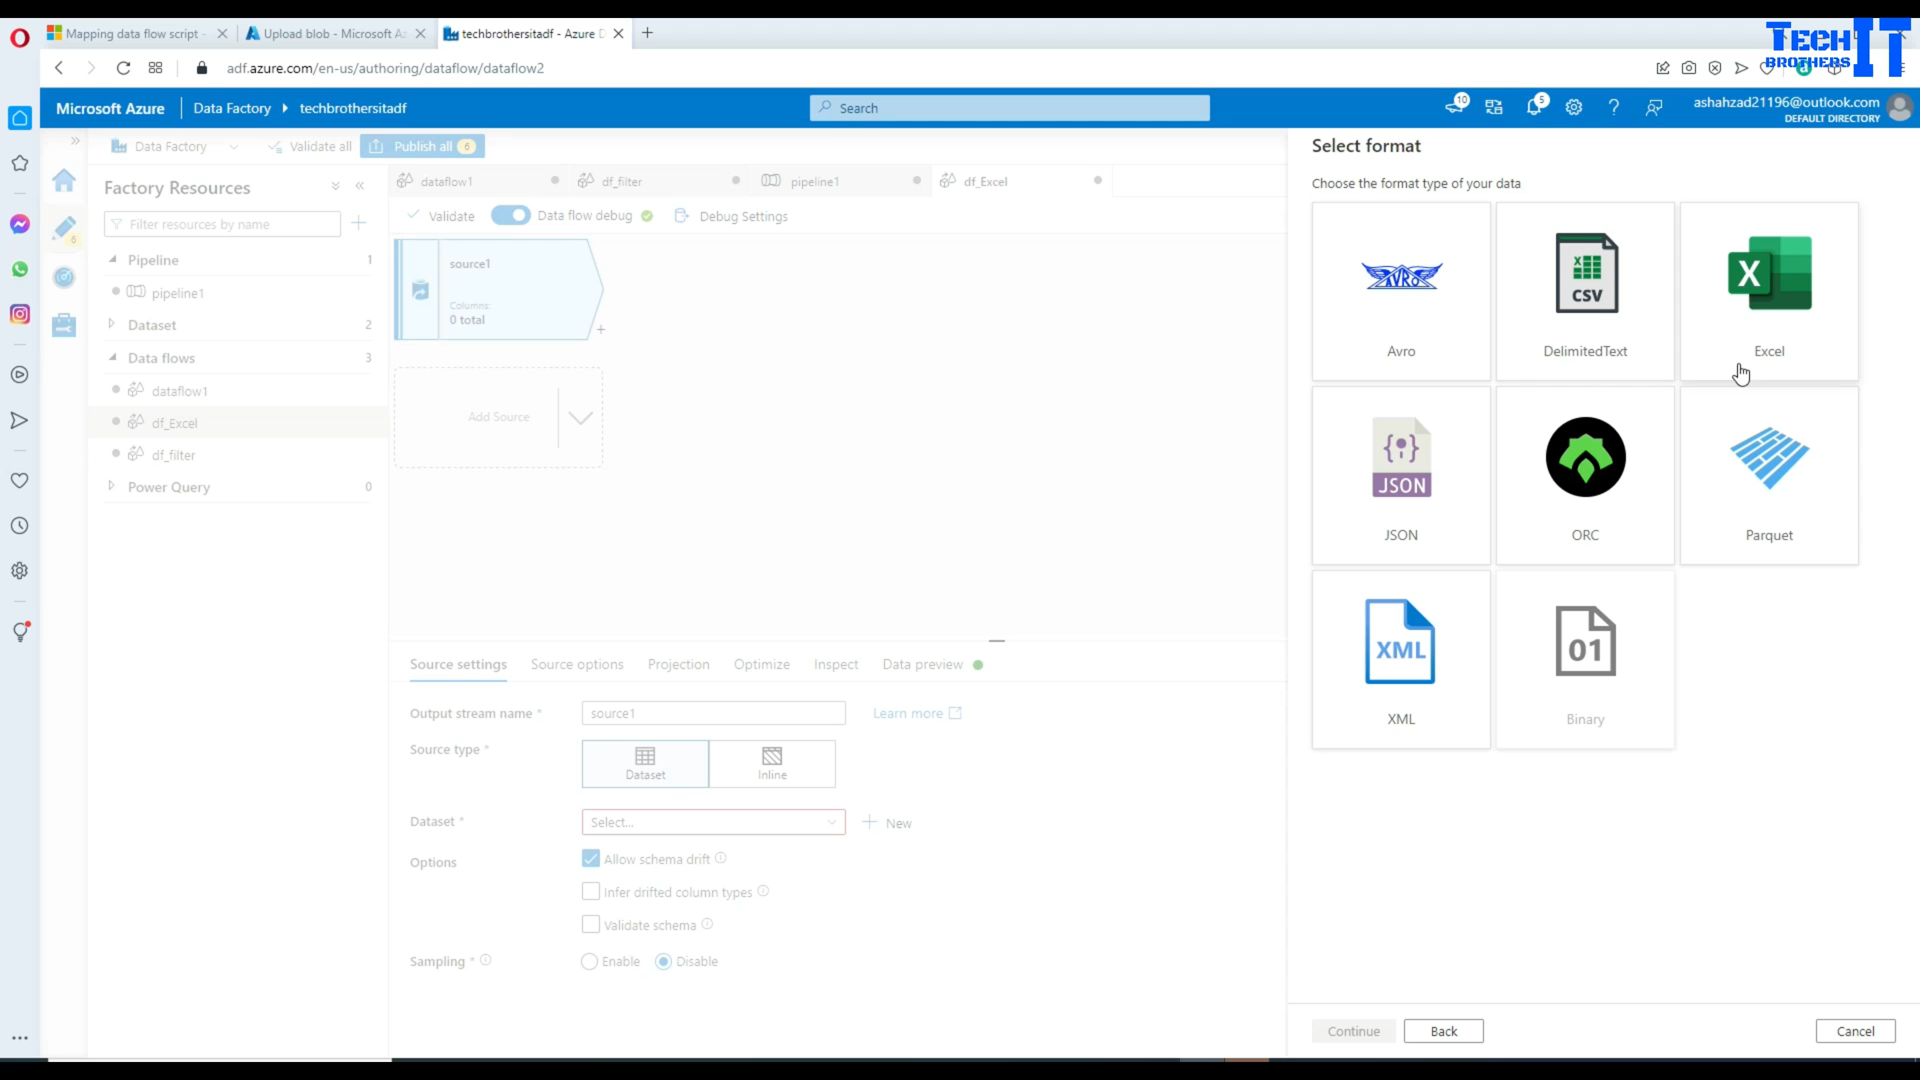 Mapping data flow script -
Upload blob - Microsoft Az
techbrothersitadf - Azure D
TECH IT
BROTHERS
adf.azure.com/en-us/authoring/dataflow/dataflow2
Microsoft Azure
Data Factory
techbrothersitadf
Search
10
5
ashahzad21196@outlook.com
DEFAULT DIRECTORY
Data Factory
Validate all
Publish all 6
Factory Resources
Filter resources by name
6
Pipeline 1
pipeline1
Dataset 2
Data flows 3
dataflow1
df_Excel
df_filter
Power Query 0
dataflow1
df_filter
pipeline1
df_Excel
Validate
Data flow debug
Debug Settings
source1
Columns:
0 total
Add Source
Source settings
Source options
Projection
Optimize
Inspect
Data preview
Output stream name *
source1
Learn more
Source type *
Dataset
Inline
Dataset *
Select...
New
Options
Allow schema drift
Infer drifted column types
Validate schema
Sampling *
Enable
Disable
Select format
Choose the format type of your data
AVRO
Avro
CSV
DelimitedText
X
Excel
JSON
JSON
ORC
Parquet
XML
XML
01
Binary
Continue
Back
Cancel